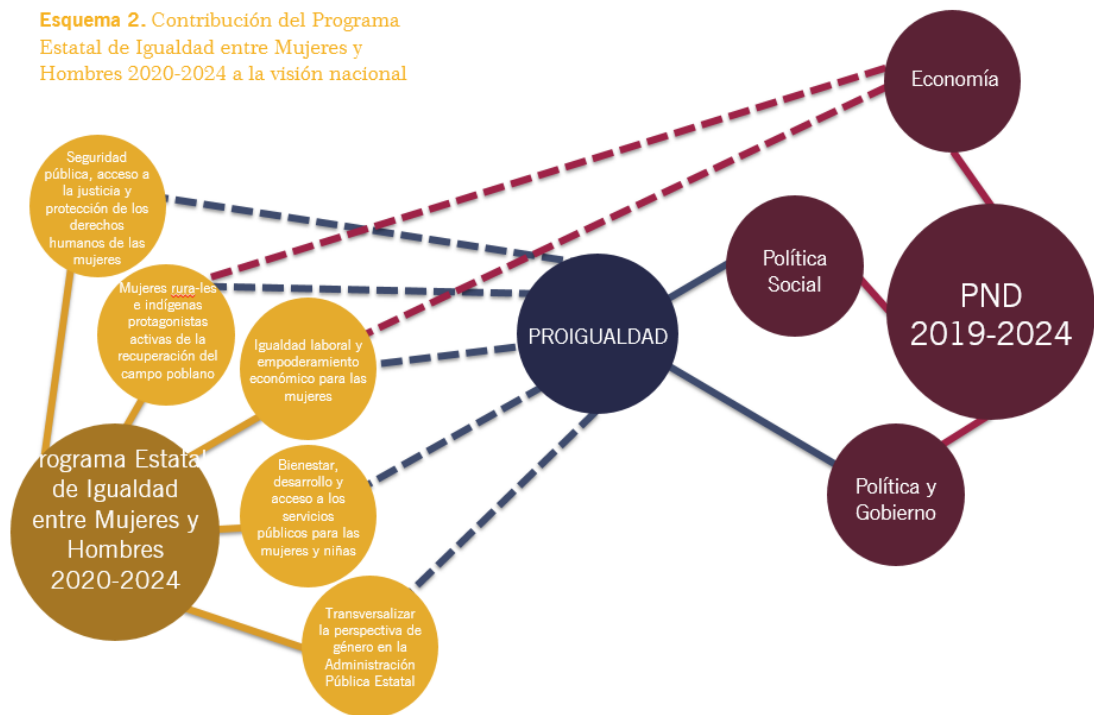 Esquema 2. Contribución del Programa
Estatal de Igualdad entre Mujeres y
Hombres 2020-2024 a la visión nacional
Economía
Seguridad
pública, acceso a
la justicia y
protección de los
derechos
humanos de las
mujeres
Política
Social
PND
2019-2024
Mujeres rura-les
e indígenas
protagonistas
activas de la
recuperación del
campo poblano
PROIGUALDAD
Igualdad laboral y
empoderamiento
económico para las
mujeres
Programa Estatal
de Igualdad
entre Mujeres y
Hombres
2020-2024
Bienestar,
desarrollo y
acceso a los
servicios
públicos para las
mujeres y niñas
Política y
Gobierno
Transversalizar
la perspectiva de
género en la
Administración
Pública Estatal